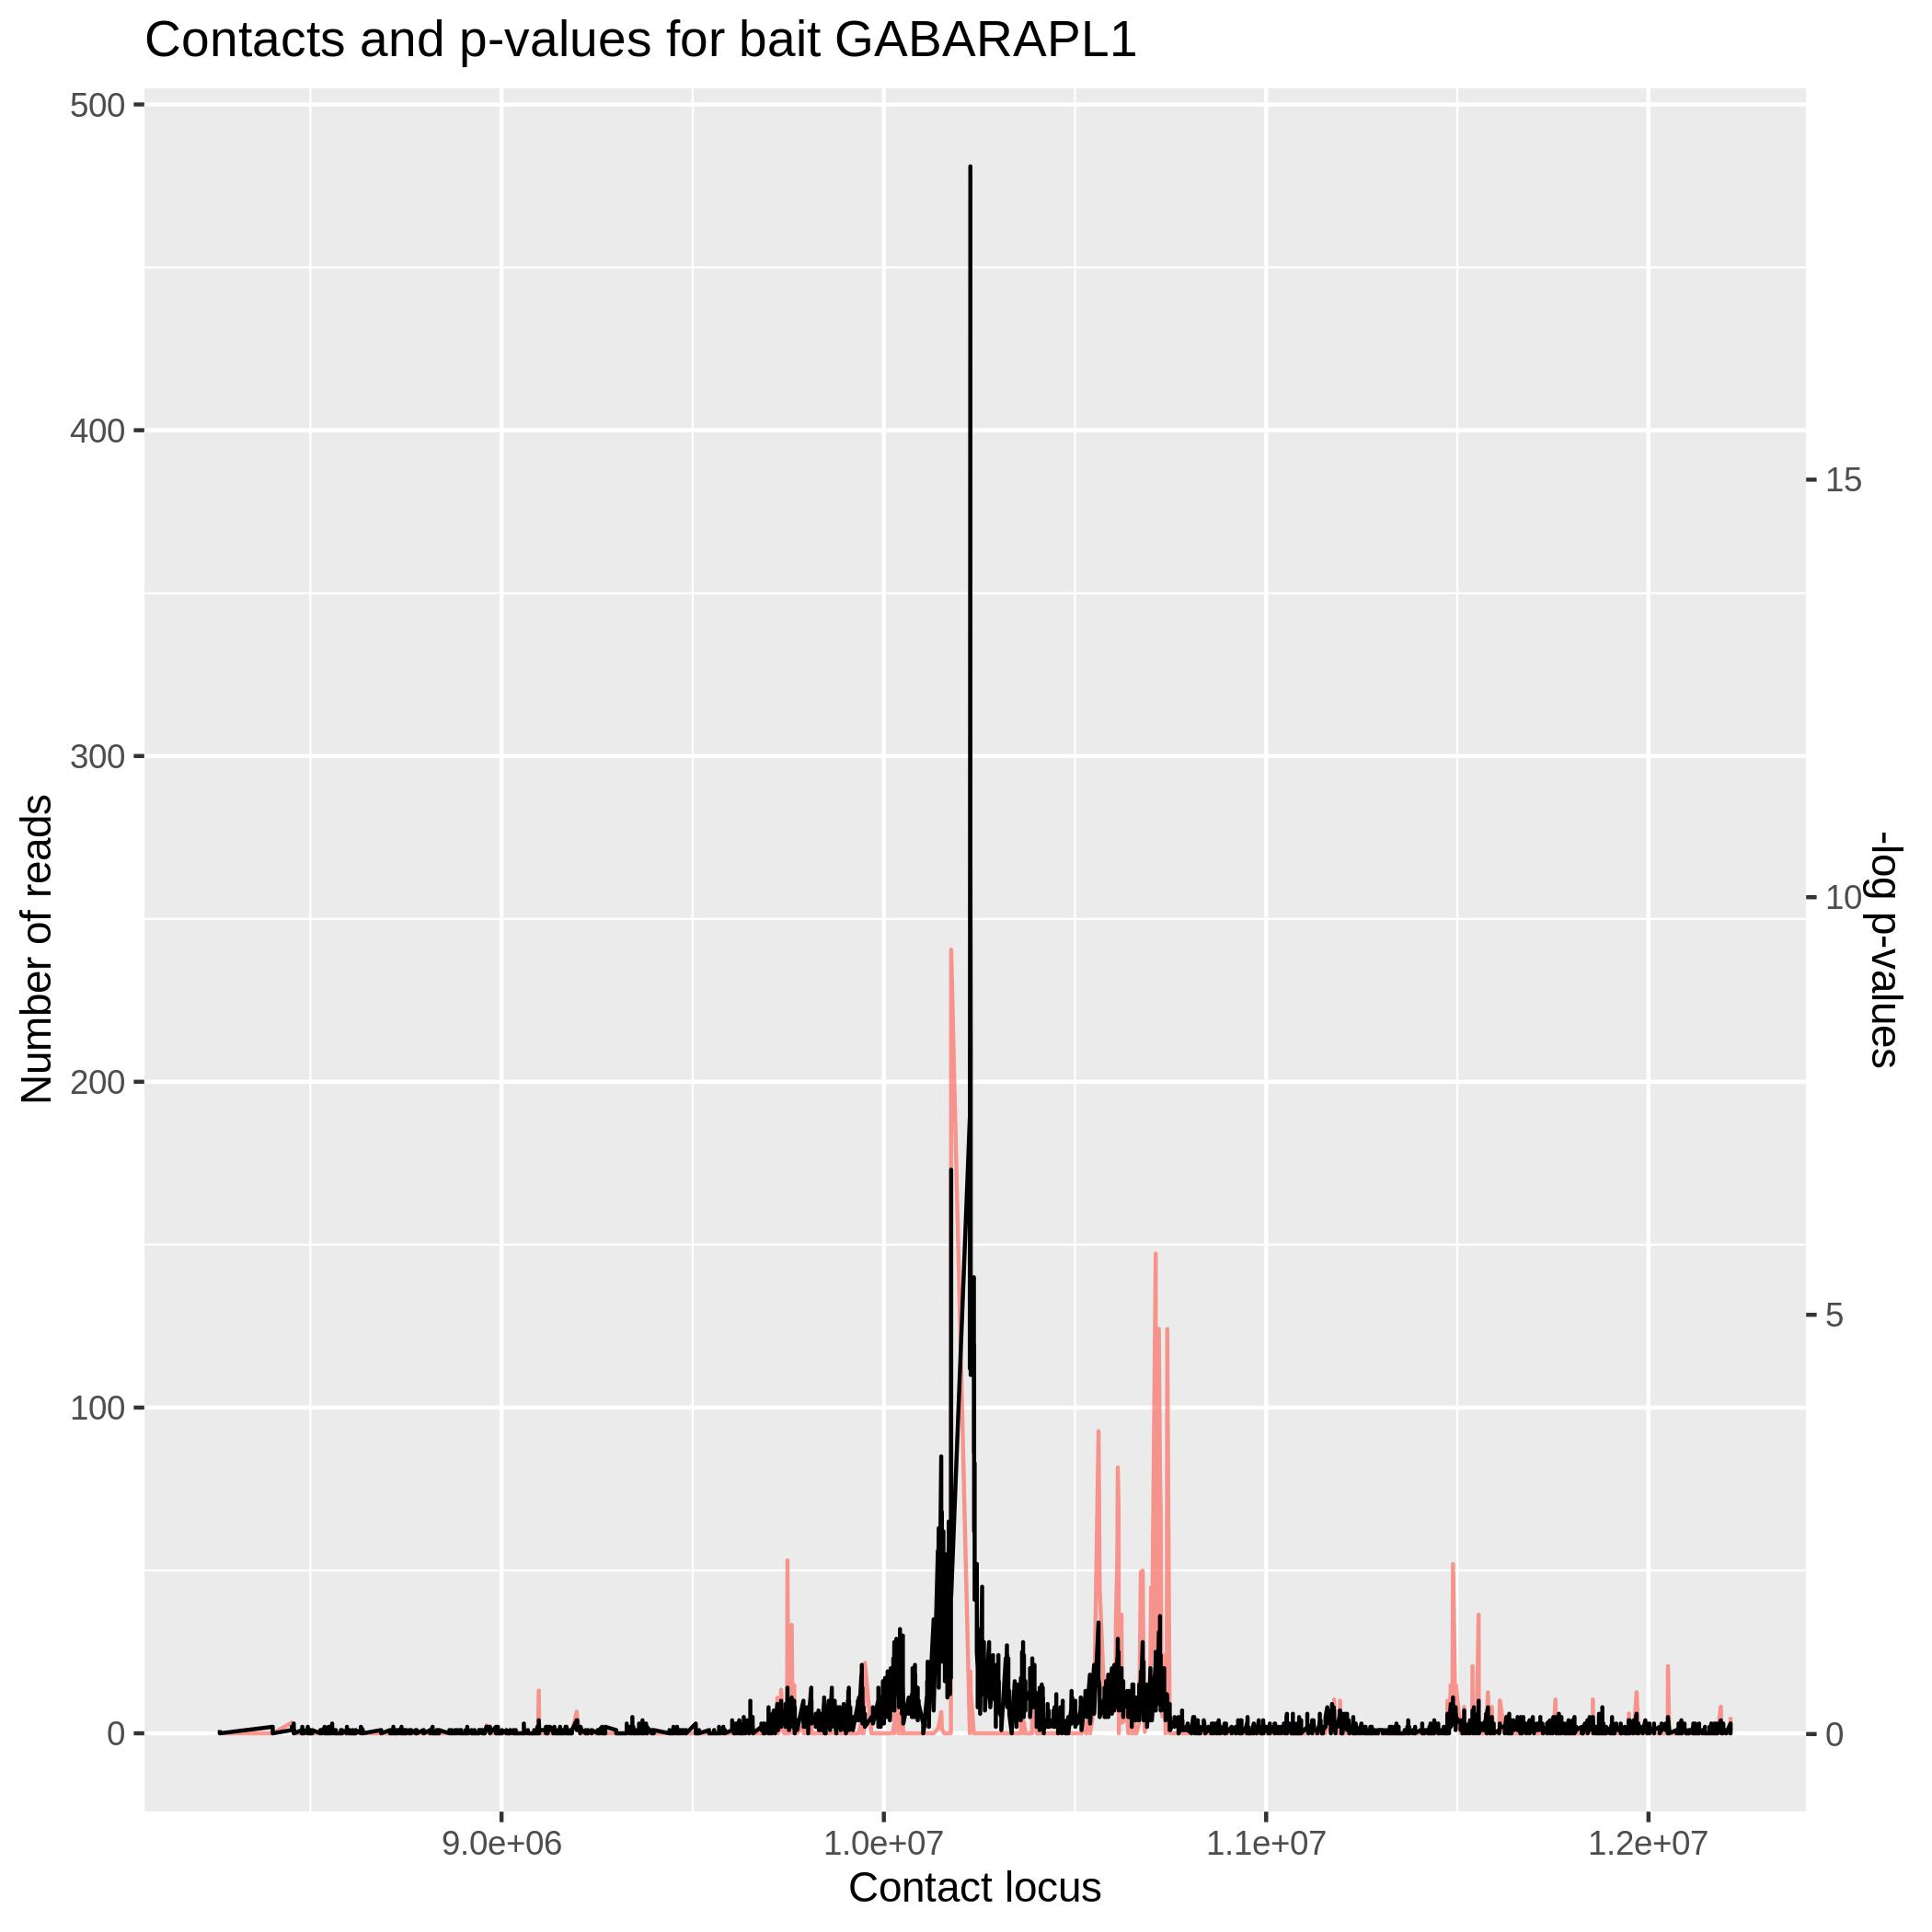 Contacts and p-values for bait GABARAPL1
500
400
300
200
100
0
Number of reads
15
10
5
0
-log p-values
9.0e+06
1.0e+07
1.1e+07
1.2e+07
Contact locus